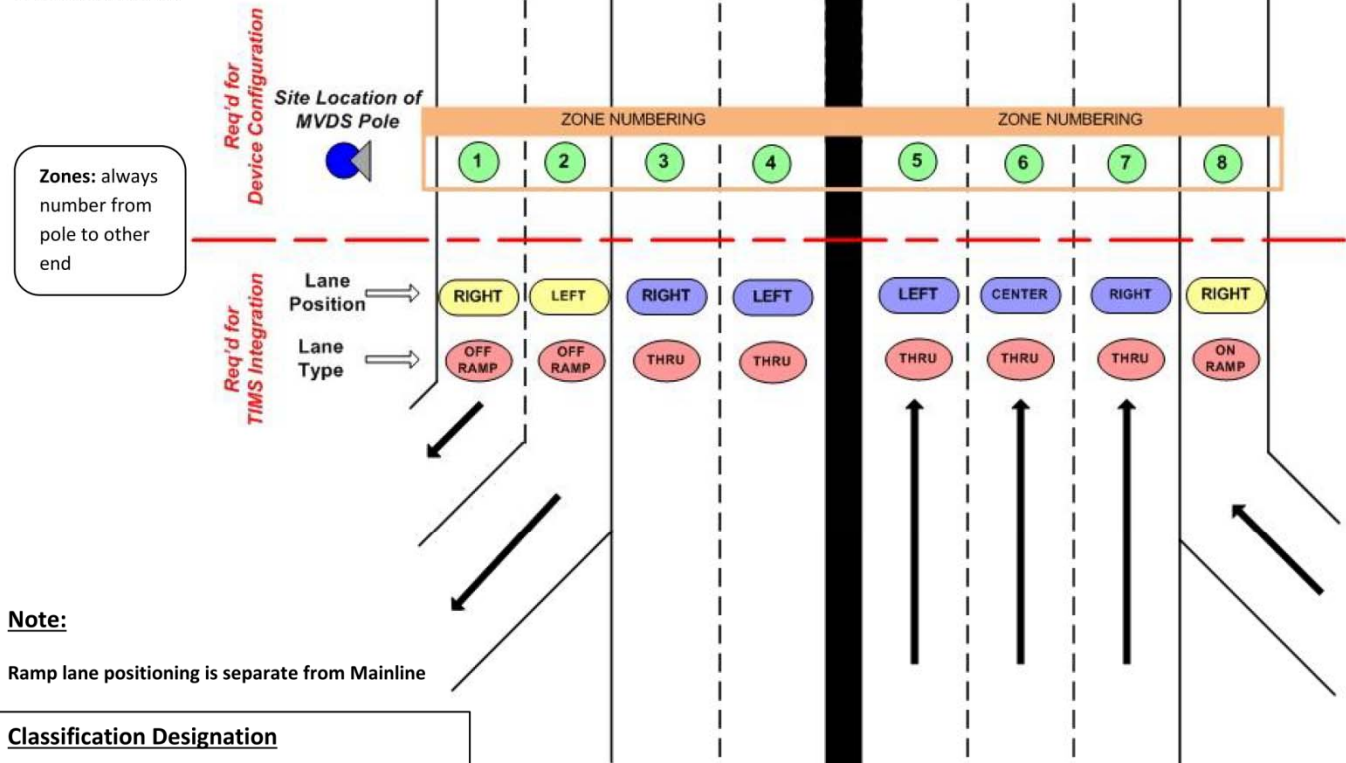 Req'd for
Device Configuration
Site Location of
MVDS Pole
ZONE NUMBERING
ZONE NUMBERING
1 2 3 4 5 6 7 8
Zones: always
number from
pole to other
end
Req'd for
TIMS Integration
Lane
Position
RIGHT LEFT RIGHT LEFT LEFT CENTER RIGHT RIGHT
Lane
Type
OFF
RAMP
OFF
RAMP
THRU
THRU
THRU
THRU
THRU
ON
RAMP
Note:
Ramp lane positioning is separate from Mainline
Classification Designation